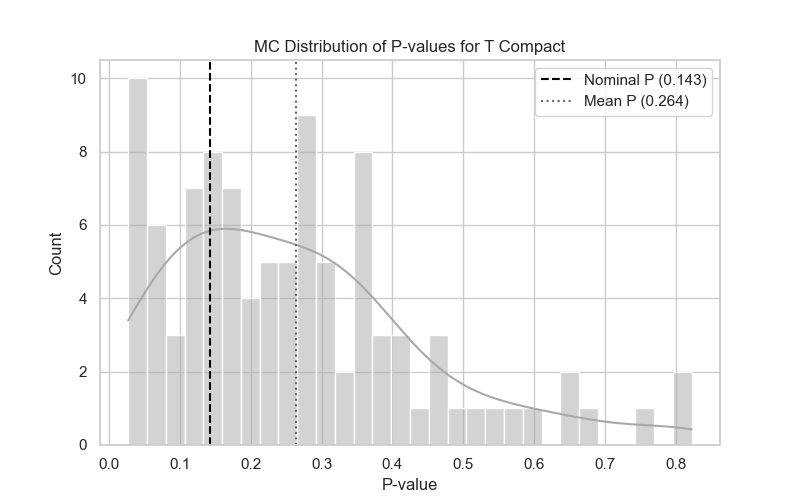 MC Distribution of P-values for T Compact
Nominal P (0.143)
Mean P (0.264)
Count
10
8
6
4
2
0
0.0 0.1 0.2 0.3 0.4 0.5 0.6 0.7 0.8
P-value